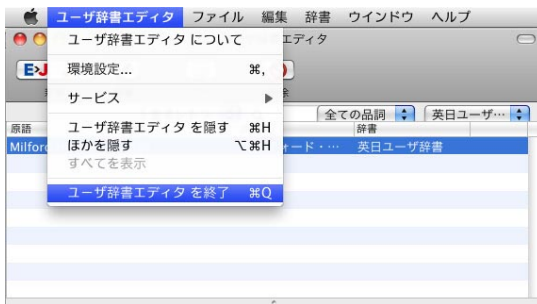 ユーザ辞書エディタ ファイル 編集 辞書 ウインドウ ヘルプ
ユーザ辞書エディタ について
エディタ
環境設定... ⌘,
E›J
サービス ▶
全ての品詞 英日ユーザ…
ユーザ辞書エディタ を隠す ⌘H
原語 辞書
ほかを隠す ⌥⌘H
Milford ォード・… 英日ユーザ辞書
すべてを表示
ユーザ辞書エディタ を終了 ⌘Q